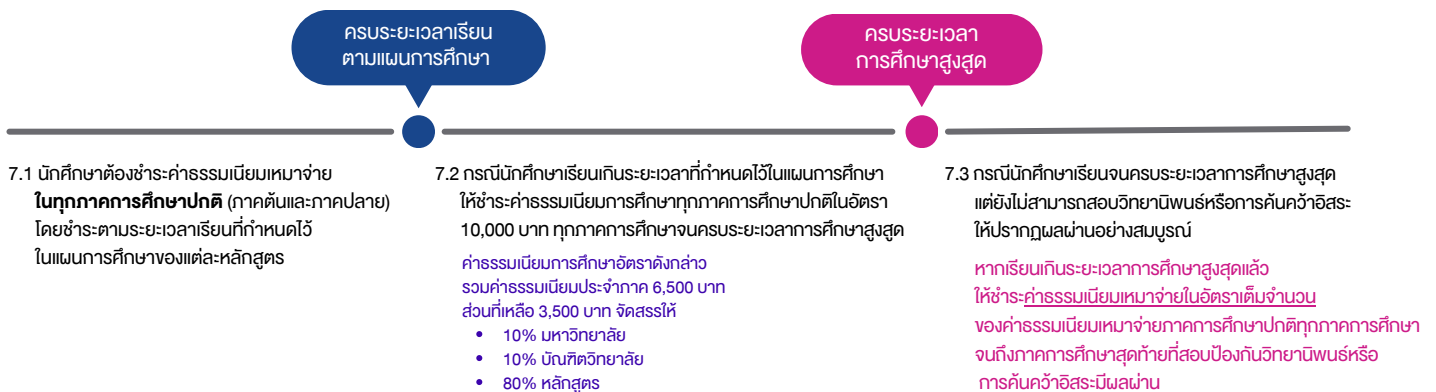 ครบระยะเวลาเรียน
ตามแผนการศึกษา
ครบระยะเวลา
การศึกษาสูงสุด
7.1 นักศึกษาต้องชำระค่าธรรมเนียมเหมาจ่าย
ในทุกภาคการศึกษาปกติ (ภาคต้นและภาคปลาย)
โดยชำระตามระยะเวลาเรียนที่กำหนดไว้
ในแผนการศึกษาของแต่ละหลักสูตร
7.2 กรณีนักศึกษาเรียนเกินระยะเวลาที่กำหนดไว้ในแผนการศึกษา
ให้ชำระค่าธรรมเนียมการศึกษาทุกภาคการศึกษาปกติในอัตรา
10,000 บาท ทุกภาคการศึกษาจนครบระยะเวลาการศึกษาสูงสุด
ค่าธรรมเนียมการศึกษาอัตราดังกล่าว
รวมค่าธรรมเนียมประจำภาค 6,500 บาท
ส่วนที่เหลือ 3,500 บาท จัดสรรให้
• 10% มหาวิทยาลัย
• 10% บัณฑิตวิทยาลัย
• 80% หลักสูตร
7.3 กรณีนักศึกษาเรียนจนครบระยะเวลาการศึกษาสูงสุด
แต่ยังไม่สามารถสอบวิทยานิพนธ์หรือการค้นคว้าอิสระ
ให้ปรากฏผลผ่านอย่างสมบูรณ์
หากเรียนเกินระยะเวลาการศึกษาสูงสุดแล้ว
ให้ชำระค่าธรรมเนียมเหมาจ่ายในอัตราเต็มจำนวน
ของค่าธรรมเนียมเหมาจ่ายภาคการศึกษาปกติทุกภาคการศึกษา
จนถึงภาคการศึกษาสุดท้ายที่สอบป้องกันวิทยานิพนธ์หรือ
การค้นคว้าอิสระมีผลผ่าน